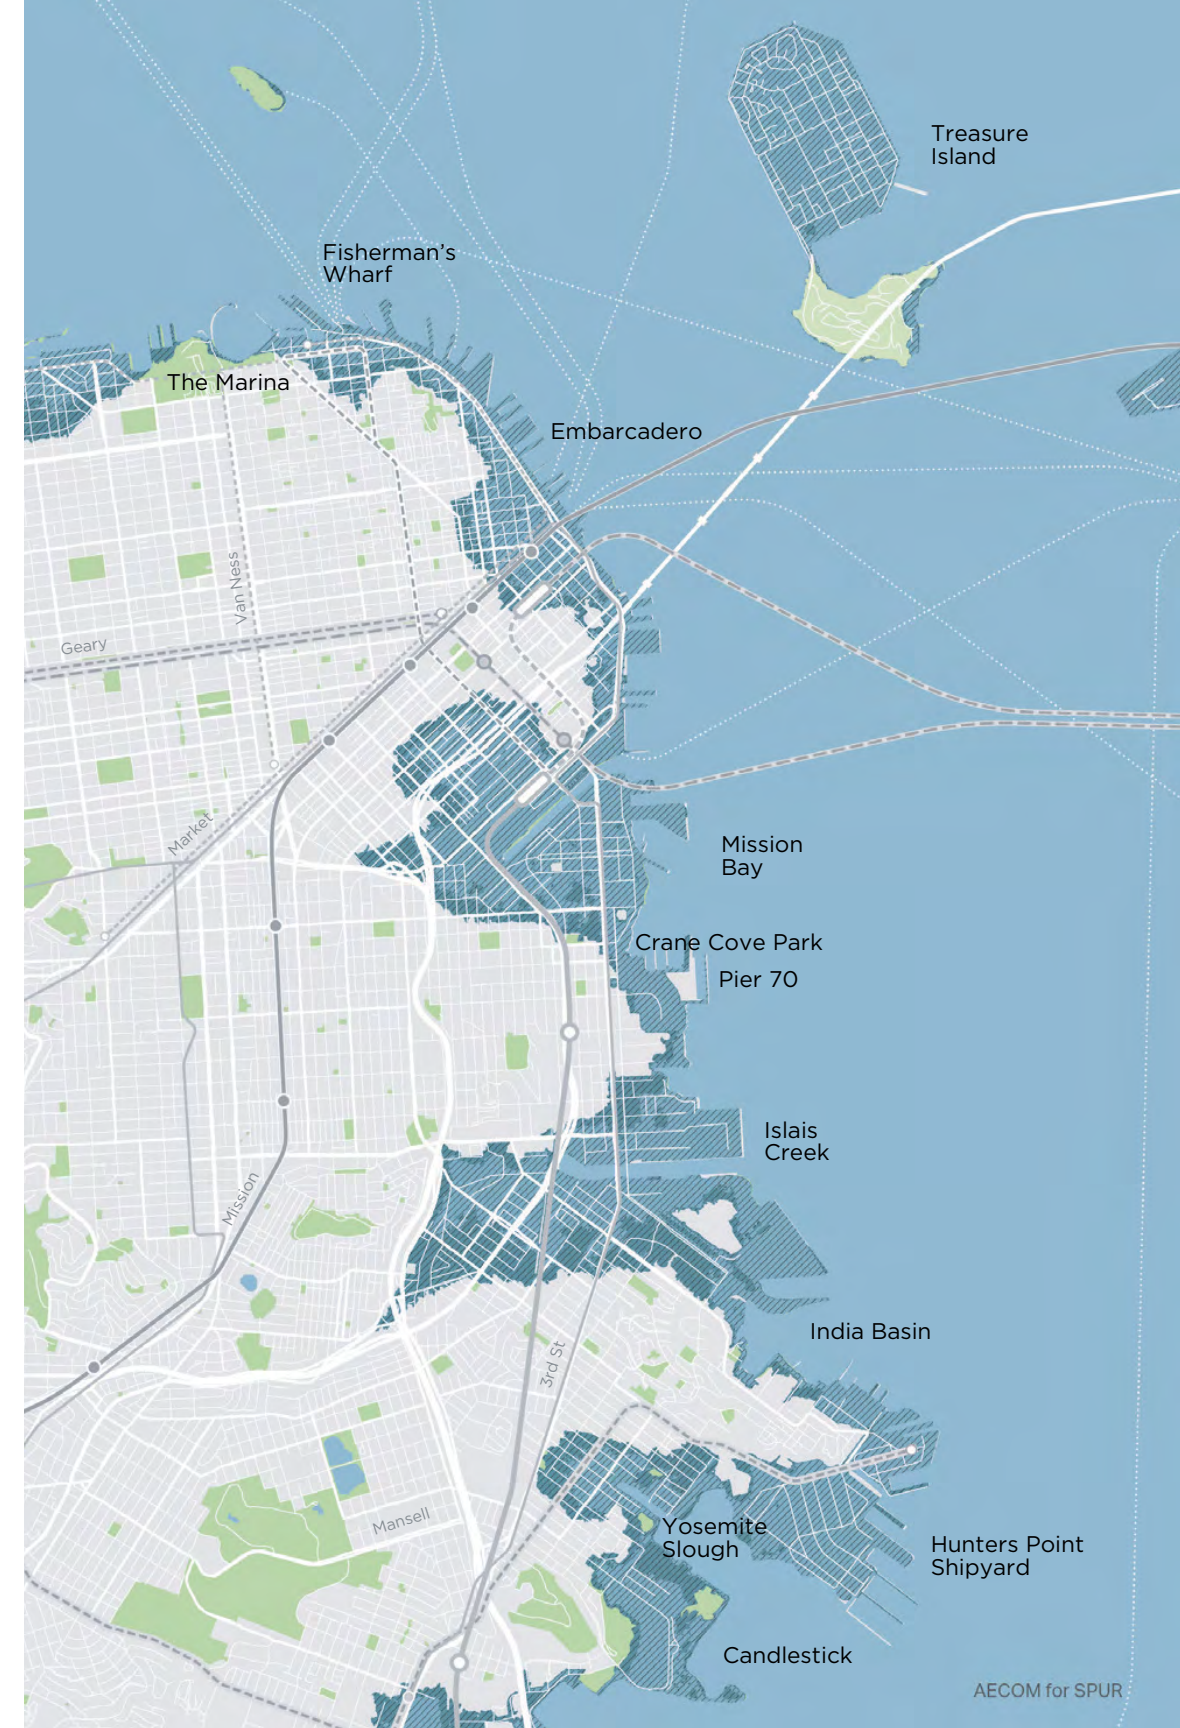 Treasure
Island
Fisherman's
Wharf
The Marina
Embarcadero
Van Ness
Geary
Market
Mission
Bay
Crane Cove Park
Pier 70
Islais
Creek
Mission
India Basin
3rd St
Mansell
Yosemite
Slough
Hunters Point
Shipyard
Candlestick
AECOM for SPUR